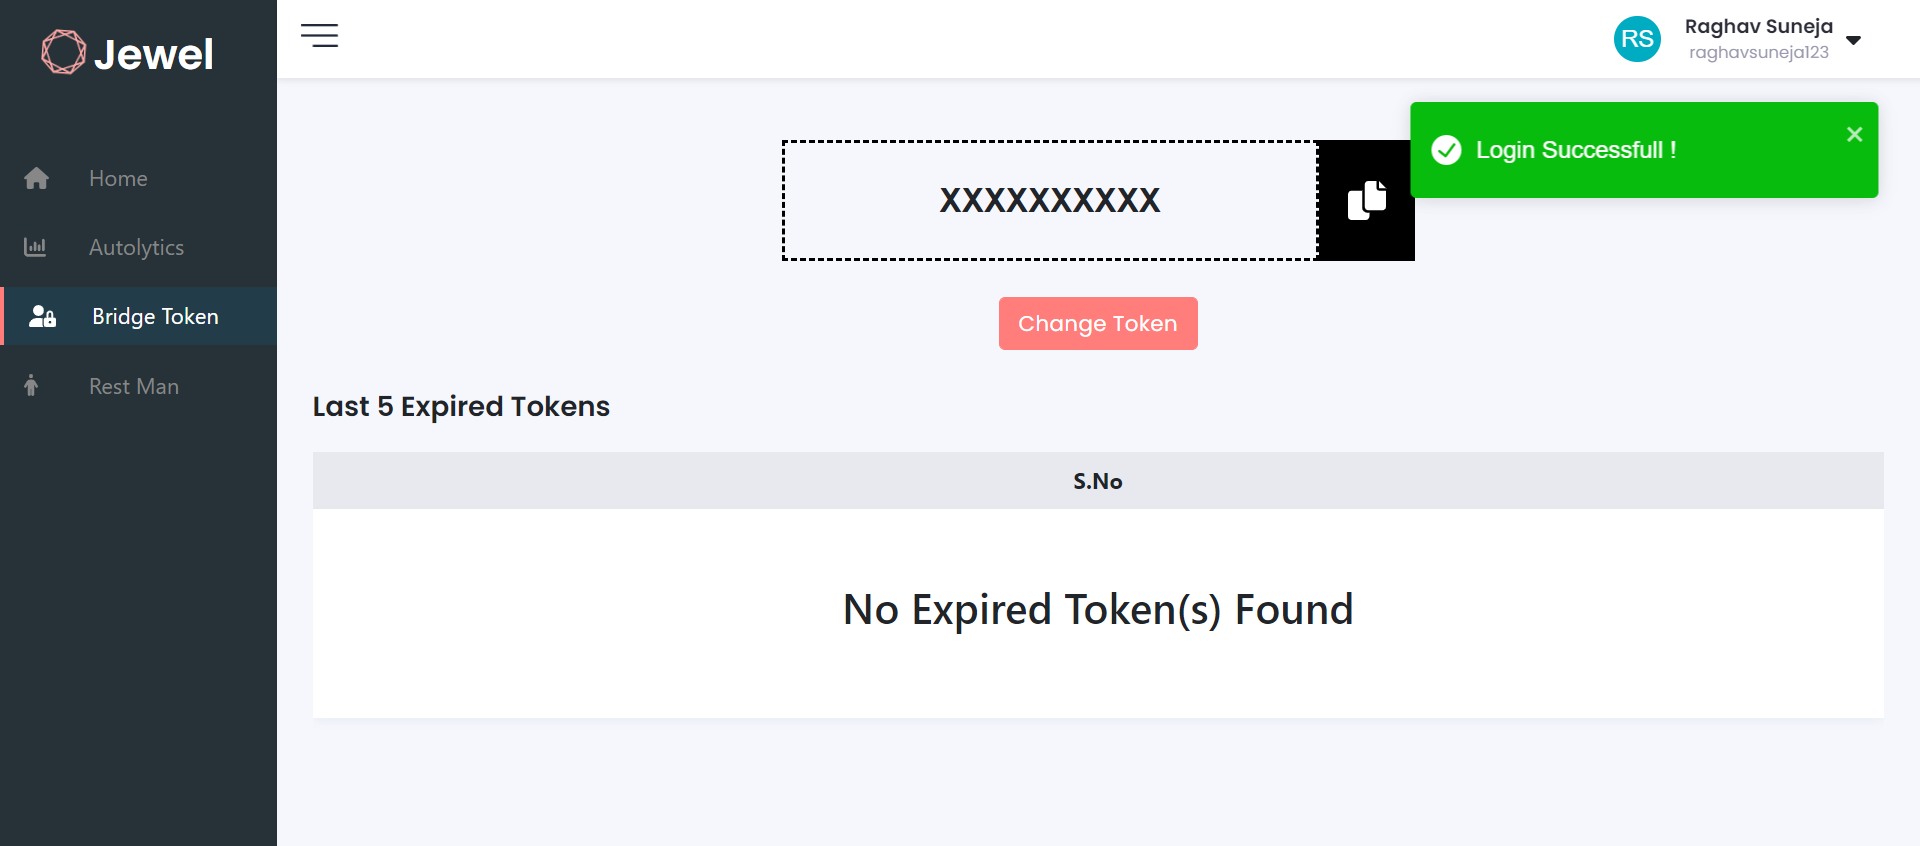 Jewel
Home
Autolytics
Bridge Token
Rest Man
RS
Raghav Suneja
raghavsuneja123
Login Successfull !
XXXXXXXXXX
Change Token
Last 5 Expired Tokens
S.No
No Expired Token(s) Found